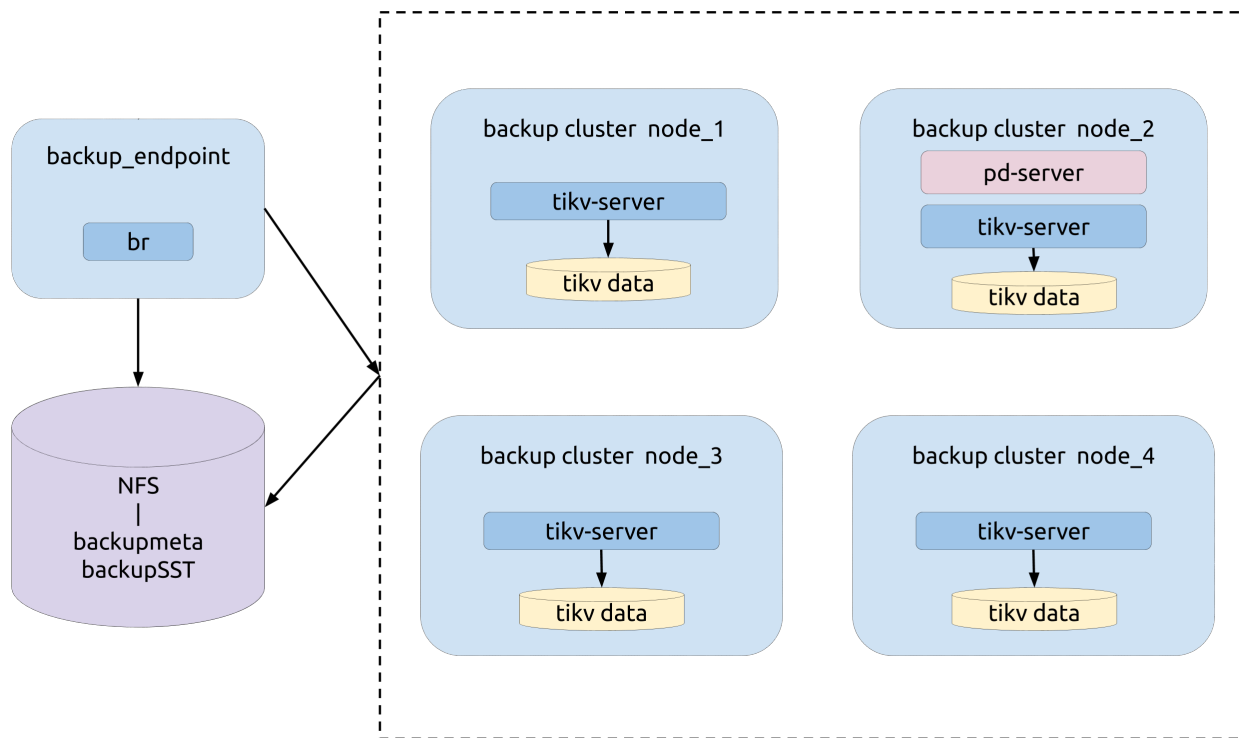 backup_endpoint
br
NFS
|
backupmeta
backupSST
backup cluster node_1
tikv-server
tikv data
backup cluster node_2
pd-server
tikv-server
tikv data
backup cluster node_3
tikv-server
tikv data
backup cluster node_4
tikv-server
tikv data